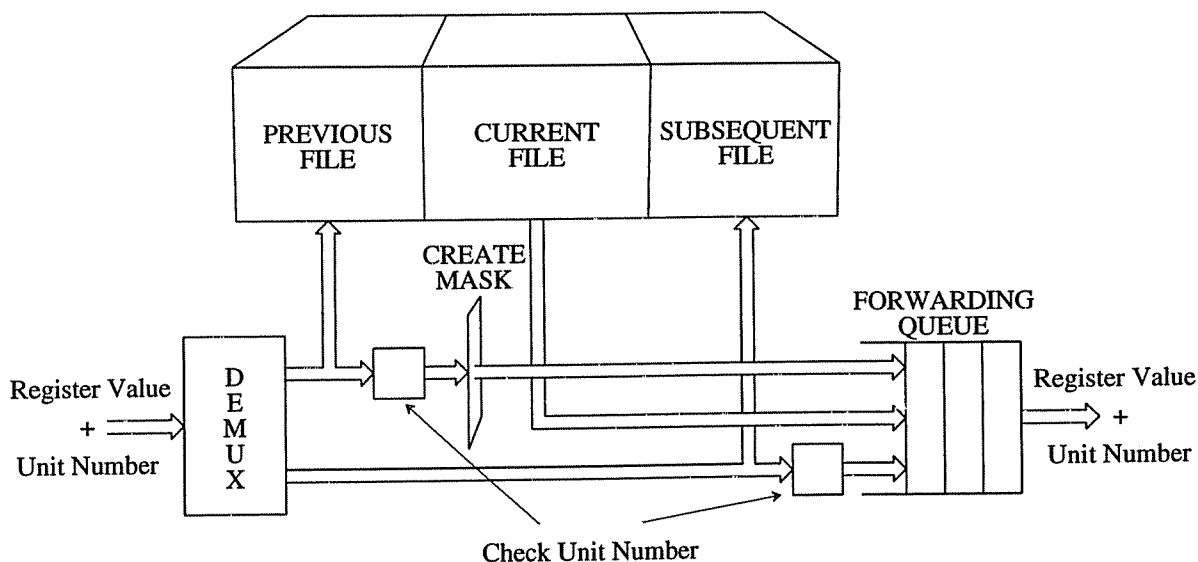 PREVIOUS
FILE
CURRENT
FILE
SUBSEQUENT
FILE
CREATE
MASK
FORWARDING
QUEUE
Register Value
+
Unit Number
D
E
M
U
X
Register Value
+
Unit Number
Check Unit Number